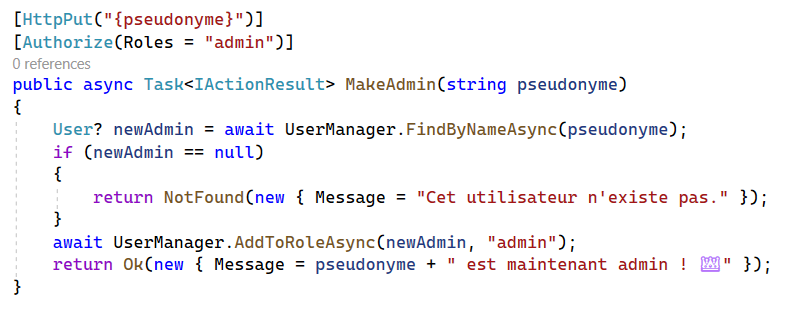 [HttpPut("{pseudonyme}")]
[Authorize(Roles = "admin")]
0 references
public async Task<IActionResult> MakeAdmin(string pseudonyme)
{
    User? newAdmin = await UserManager.FindByNameAsync(pseudonyme);
    if (newAdmin == null)
    {
        return NotFound(new { Message = "Cet utilisateur n'existe pas." });
    }
    await UserManager.AddToRoleAsync(newAdmin, "admin");
    return Ok(new { Message = pseudonyme + " est maintenant admin ! 👑" });
}